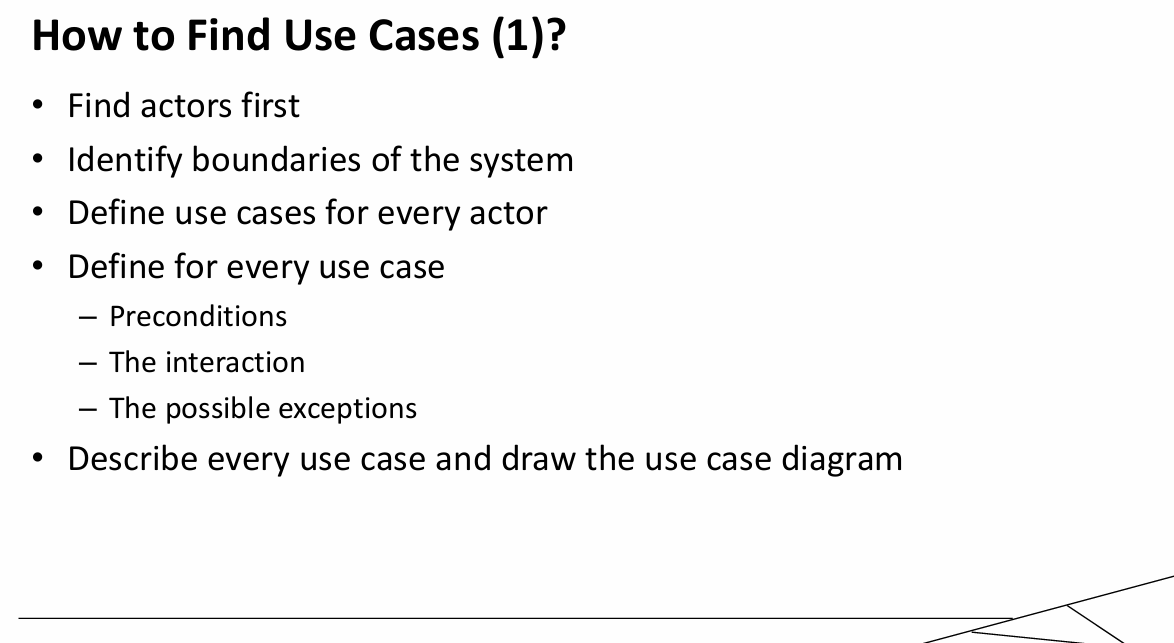 How to Find Use Cases (1)?
• Find actors first
• Identify boundaries of the system
• Define use cases for every actor
• Define for every use case
– Preconditions
– The interaction
– The possible exceptions
• Describe every use case and draw the use case diagram